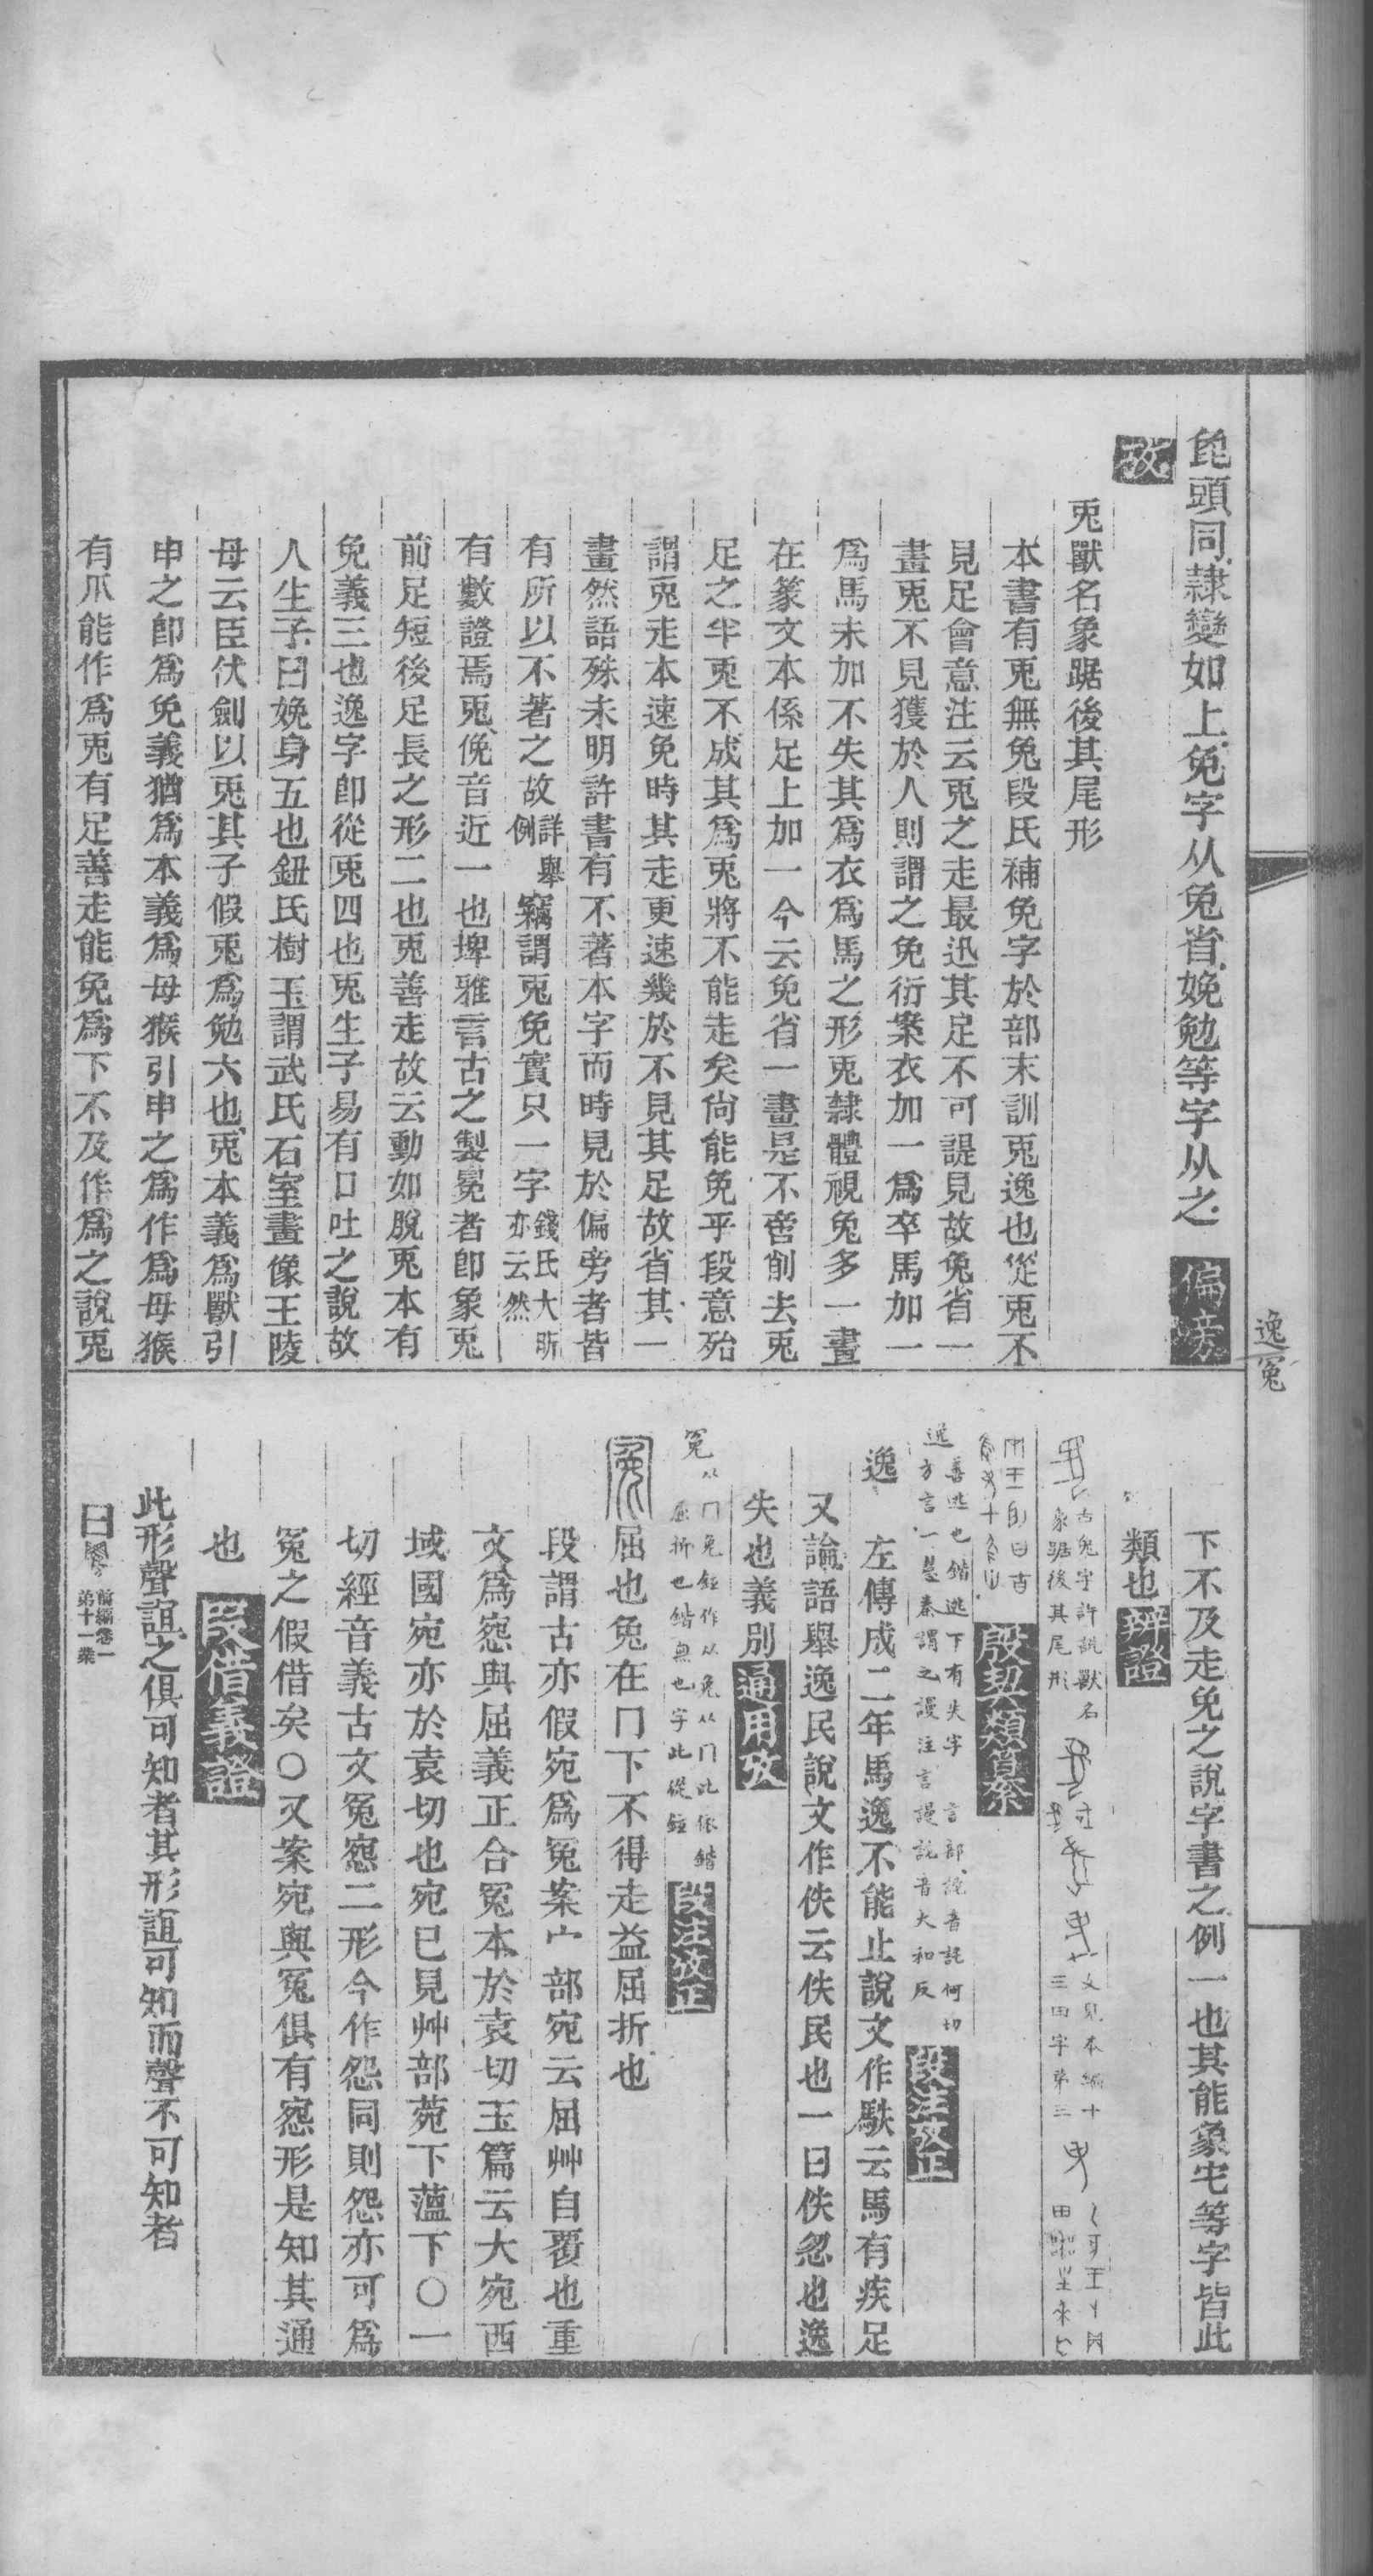 㲋頭同隷變如上兔字从兔省娩勉等字从之 偏旁
攷
兎獸名象踞後其尾形
本書有兎無免段氏補免字於部末訓兎逸也從兎不
見足會意注云兎之走最迅其足不可諟見故免省一
畫兎不見獲於人則謂之免衍案衣加一爲卒馬加一
爲馬未加不失其爲衣爲馬之形兎隷體視兔多一畫
在篆文本係足上加一今云免省一畫是不啻削去兎
足之半兎不成其爲兎將不能走矣尙能免乎段意殆
謂兎走本速免時其走更速幾於不見其足故省其一
畫然語殊未明許書有不著本字而時見於偏旁者皆
有所以不著之故詳舉例竊謂兎免實只一字錢氏大昕亦云然
有數證焉兎俛音近一也埤雅言古之製冕者卽象兎
前足短後足長之形二也兎善走故云動如脫兎本有
免義三也逸字卽從兎四也兎生子易有口吐之說故
人生子曰娩身五也鈕氏樹玉謂武氏石室畫像王陵
母云臣伏劍以兎其子假兎爲勉六也兎本義爲獸引
申之卽爲免義猶爲本義爲母猴引申之爲作爲母猴
有爪能作爲兎有足善走能免爲下不及作爲之說兎
逸 冤
下不及走免之說字書之例一也其能象它等字皆此
類也 辨證
古兔字許說獸名象踞後其尾形
文見本編十三田字弟三
殷契類纂
逸 善逃也鍇逃下有失字 言部詑音託何切
方言一楚秦謂之謾注言謾詑音大和反 段注攷正
逸 左傳成二年馬逸不能止說文作馱云馬有疾足
又論語舉逸民說文作佚云佚民也一曰佚忽也逸
失也義別 通用攷
冤 从冂兔鉉作从兔从冂此依鍇
屈折也鍇無也字此從鉉 段注攷正
屈也兔在冂下不得走益屈折也
段謂古亦假宛爲冤案宀部宛云屈艸自覆也重
文爲惌與屈義正合冤本於袁切玉篇云大宛西
域國宛亦於袁切也宛已見艸部菀下薀下○一
切經音義古文冤惌二形今作怨同則怨亦可爲
冤之假借矣○又案宛與冤俱有惌形是知其通
也 段借義證
此形聲誼之俱可知者其形誼可知而聲不可知者
曰 前編卷一弟十一葉